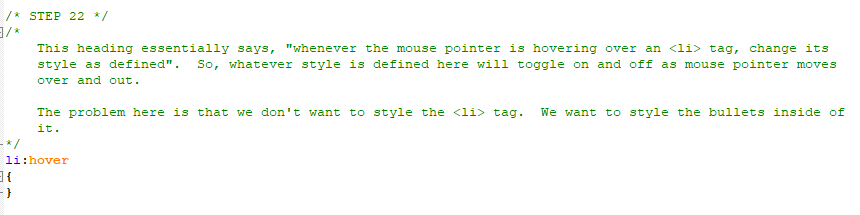 /* STEP 22 */
/*
This heading essentially says, "whenever the mouse pointer is hovering over an <li> tag, change its
style as defined".  So, whatever style is defined here will toggle on and off as mouse pointer moves
over and out.
The problem here is that we don't want to style the <li> tag.  We want to style the bullets inside of
it.
*/
li:hover
{
}